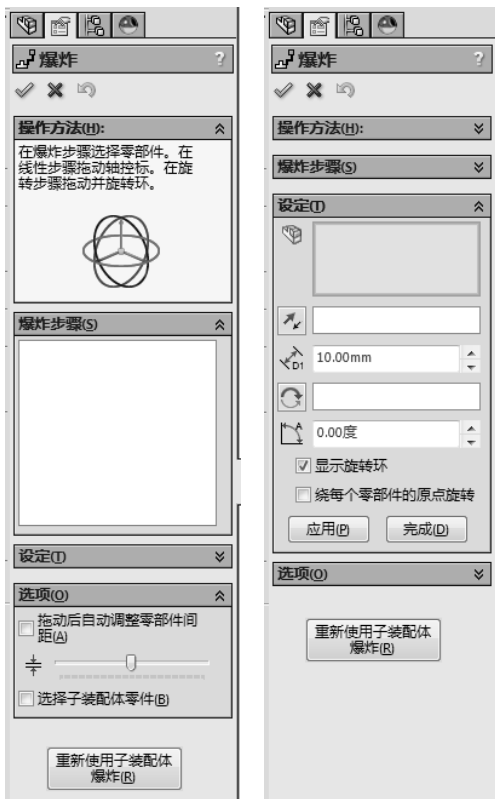 爆炸
?
操作方法(H):
在爆炸步骤选择零部件。在
线性步骤拖动轴控标。在旋
转步骤拖动并旋转环。
爆炸步骤(S)
设定(T)
选项(O)
拖动后自动调整零部件间
距(A)
选择子装配体零件(B)
重新使用子装配体
爆炸(R)
爆炸
?
操作方法(H):
爆炸步骤(S)
设定(T)
D1
10.00mm
A
0.00度
显示旋转环
绕每个零部件的原点旋转
应用(P)
完成(D)
选项(O)
重新使用子装配体
爆炸(R)